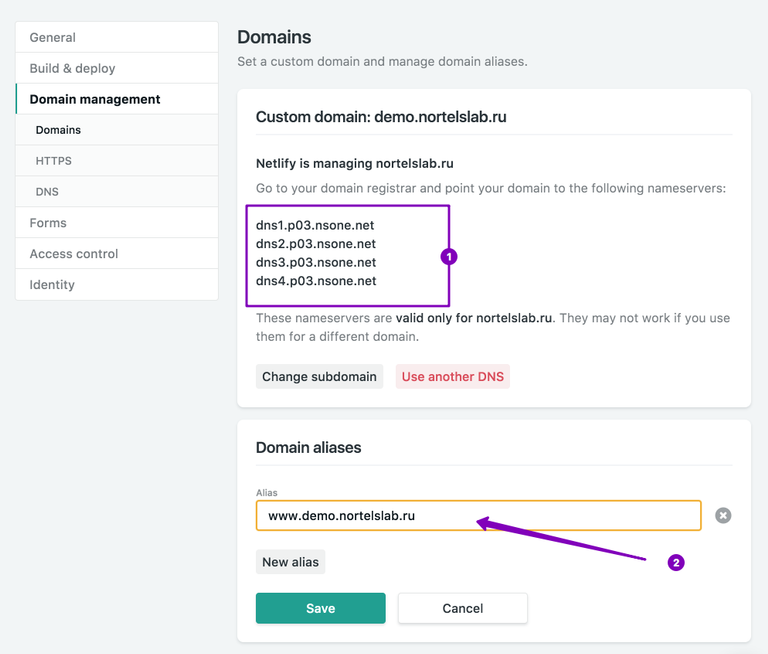 General
Build & deploy
Domain management
Domains
HTTPS
DNS
Forms
Access control
Identity
Domains
Set a custom domain and manage domain aliases.
Custom domain: demo.nortelslab.ru
Netlify is managing nortelslab.ru
Go to your domain registrar and point your domain to the following nameservers:
dns1.p03.nsone.net
dns2.p03.nsone.net
dns3.p03.nsone.net
dns4.p03.nsone.net
1
These nameservers are valid only for nortelslab.ru. They may not work if you use
them for a different domain.
Change subdomain
Use another DNS
Domain aliases
Alias
www.demo.nortelslab.ru
2
New alias
Save
Cancel